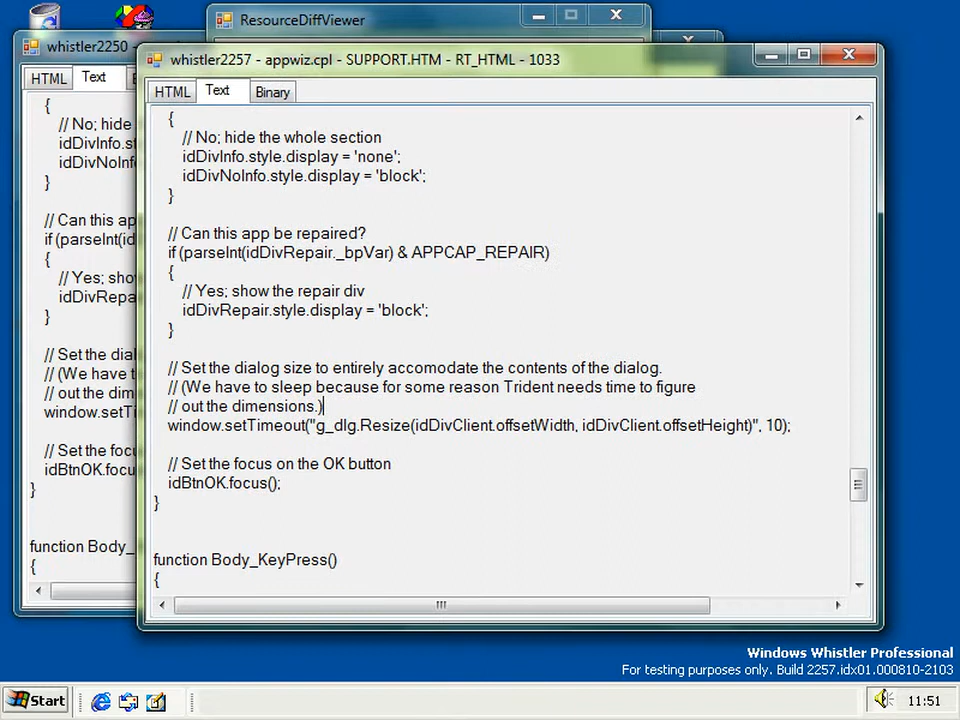 ResourceDiffViewer
whistler2250 -
HTML
Text
{
// No; hide
idDivInfo.st
idDivNoInfo
}
// Can this app
if (parseInt(id
{
// Yes; show
idDivRepa
}
// Set the dial
// (We have t
// out the dim
window.setTi
// Set the focu
idBtnOK.focu
}
function Body_
{
whistler2257 - appwiz.cpl - SUPPORT.HTM - RT_HTML - 1033
HTML
Text
Binary
{
// No; hide the whole section
idDivInfo.style.display = 'none';
idDivNoInfo.style.display = 'block';
}
// Can this app be repaired?
if (parseInt(idDivRepair._bpVar) & APPCAP_REPAIR)
{
// Yes; show the repair div
idDivRepair.style.display = 'block';
}
// Set the dialog size to entirely accomodate the contents of the dialog.
// (We have to sleep because for some reason Trident needs time to figure
// out the dimensions.)
window.setTimeout("g_dlg.Resize(idDivClient.offsetWidth, idDivClient.offsetHeight)", 10);
// Set the focus on the OK button
idBtnOK.focus();
}
function Body_KeyPress()
{
Windows Whistler Professional
For testing purposes only. Build 2257.idx01.000810-2103
Start
11:51